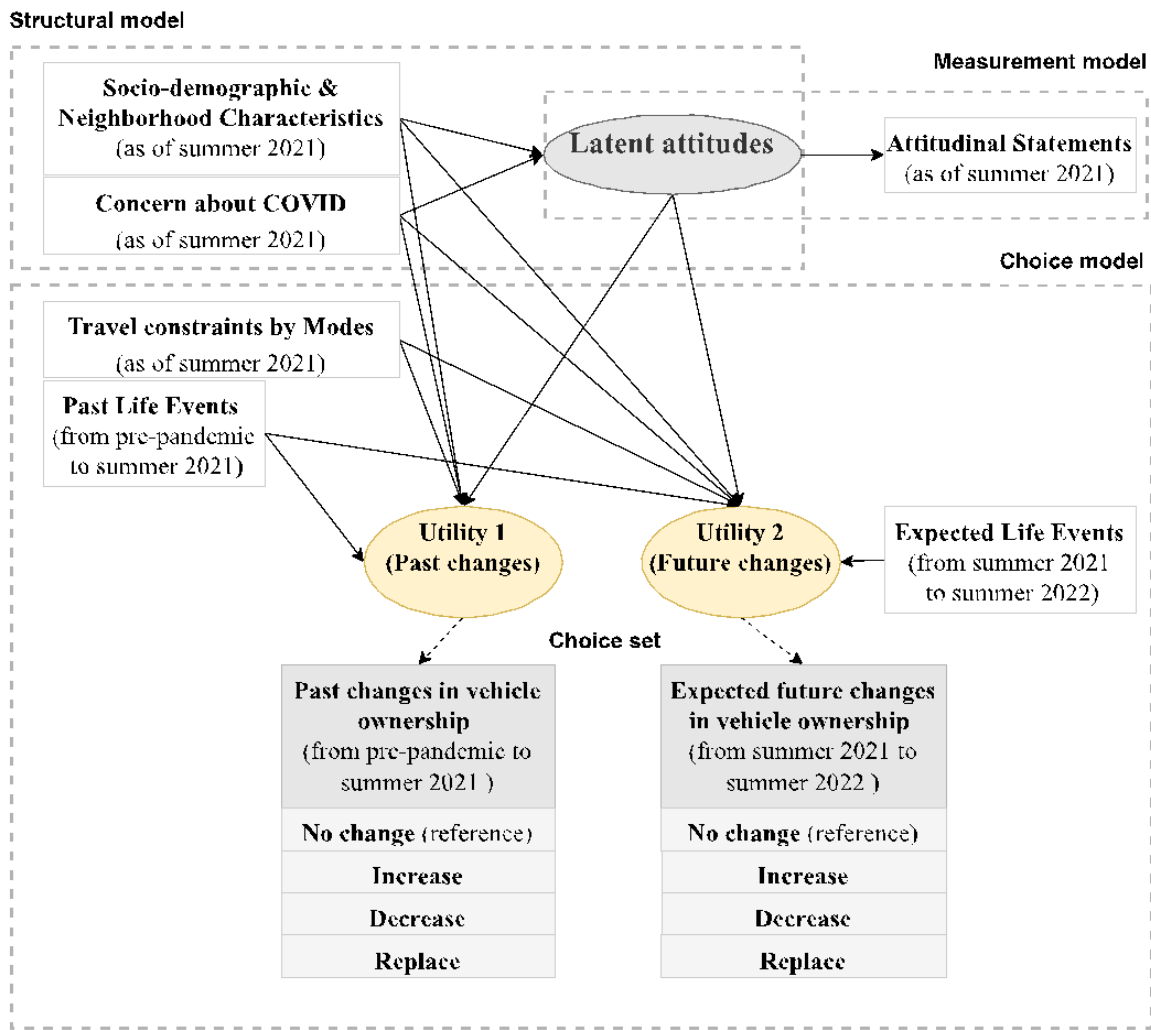 Structural model
Measurement model
Socio-demographic &
Neighborhood Characteristics
(as of summer 2021)
Latent attitudes
Attitudinal Statements
(as of summer 2021)
Concern about COVID
(as of summer 2021)
Choice model
Travel constraints by Modes
(as of summer 2021)
Past Life Events
(from pre-pandemic
to summer 2021)
Utility 1
(Past changes)
Utility 2
(Future changes)
Expected Life Events
(from summer 2021
to summer 2022)
Choice set
Past changes in vehicle
ownership
(from pre-pandemic to
summer 2021 )
No change (reference)
Increase
Decrease
Replace
Expected future changes
in vehicle ownership
(from summer 2021 to
summer 2022 )
No change (reference)
Increase
Decrease
Replace